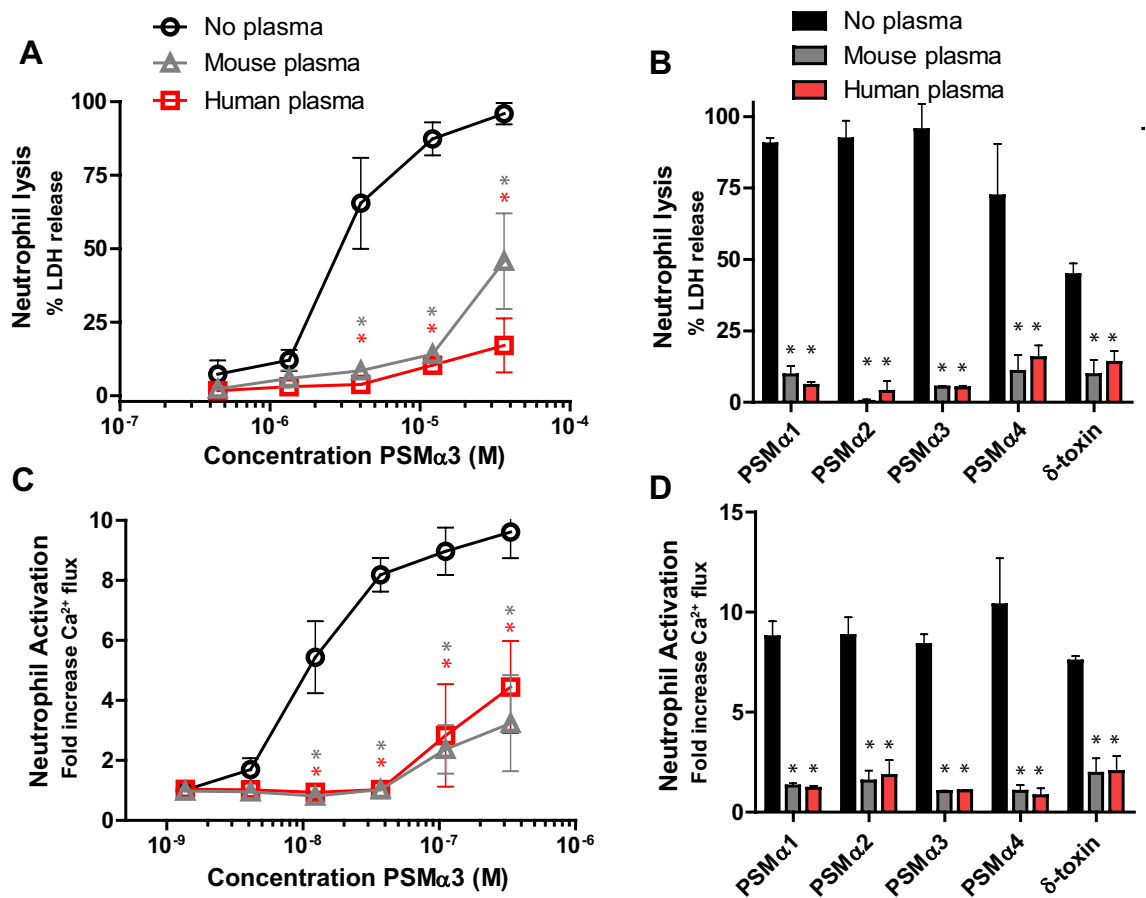 A
No plasma
Mouse plasma
Human plasma
Neutrophil lysis
% LDH release
100
75
50
25
0
*
*
*
*
*
*
10⁻⁷
10⁻⁶
10⁻⁵
10⁻⁴
Concentration PSMα3 (M)
B
No plasma
Mouse plasma
Human plasma
Neutrophil lysis
% LDH release
100
75
50
25
0
* *
* *
* *
* *
* *
PSMα1
PSMα2
PSMα3
PSMα4
δ-toxin
C
Neutrophil Activation
Fold increase Ca²⁺ flux
10
8
6
4
2
0
*
*
*
*
*
*
*
*
10⁻⁹
10⁻⁸
10⁻⁷
10⁻⁶
Concentration PSMα3 (M)
D
Neutrophil Activation
Fold increase Ca²⁺ flux
15
10
5
0
* *
* *
* *
* *
* *
PSMα1
PSMα2
PSMα3
PSMα4
δ-toxin